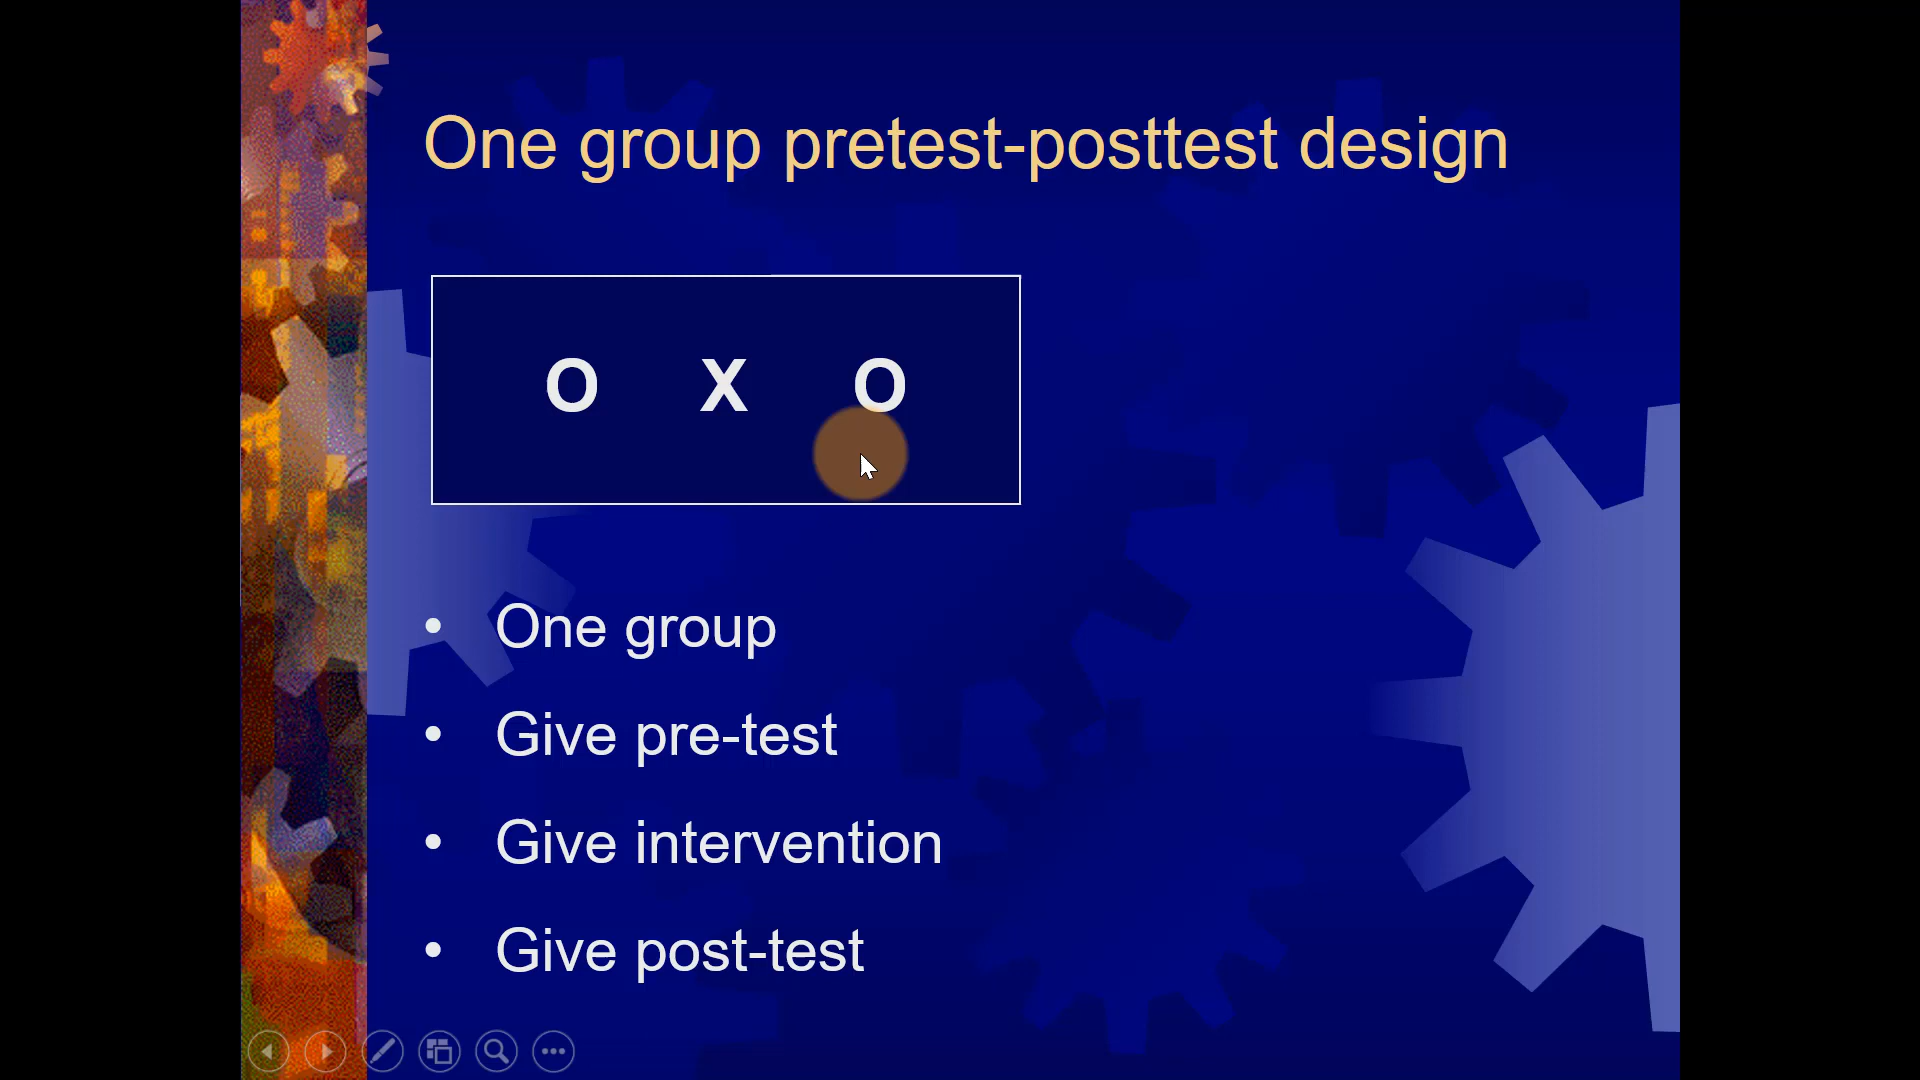 One group pretest-posttest design
O X O
• One group
• Give pre-test
• Give intervention
• Give post-test